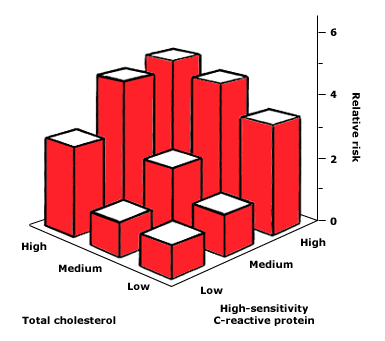 6
4
2
0
Relative risk
High
Medium
Low
Low
Medium
High
Total cholesterol
High-sensitivity
C-reactive protein